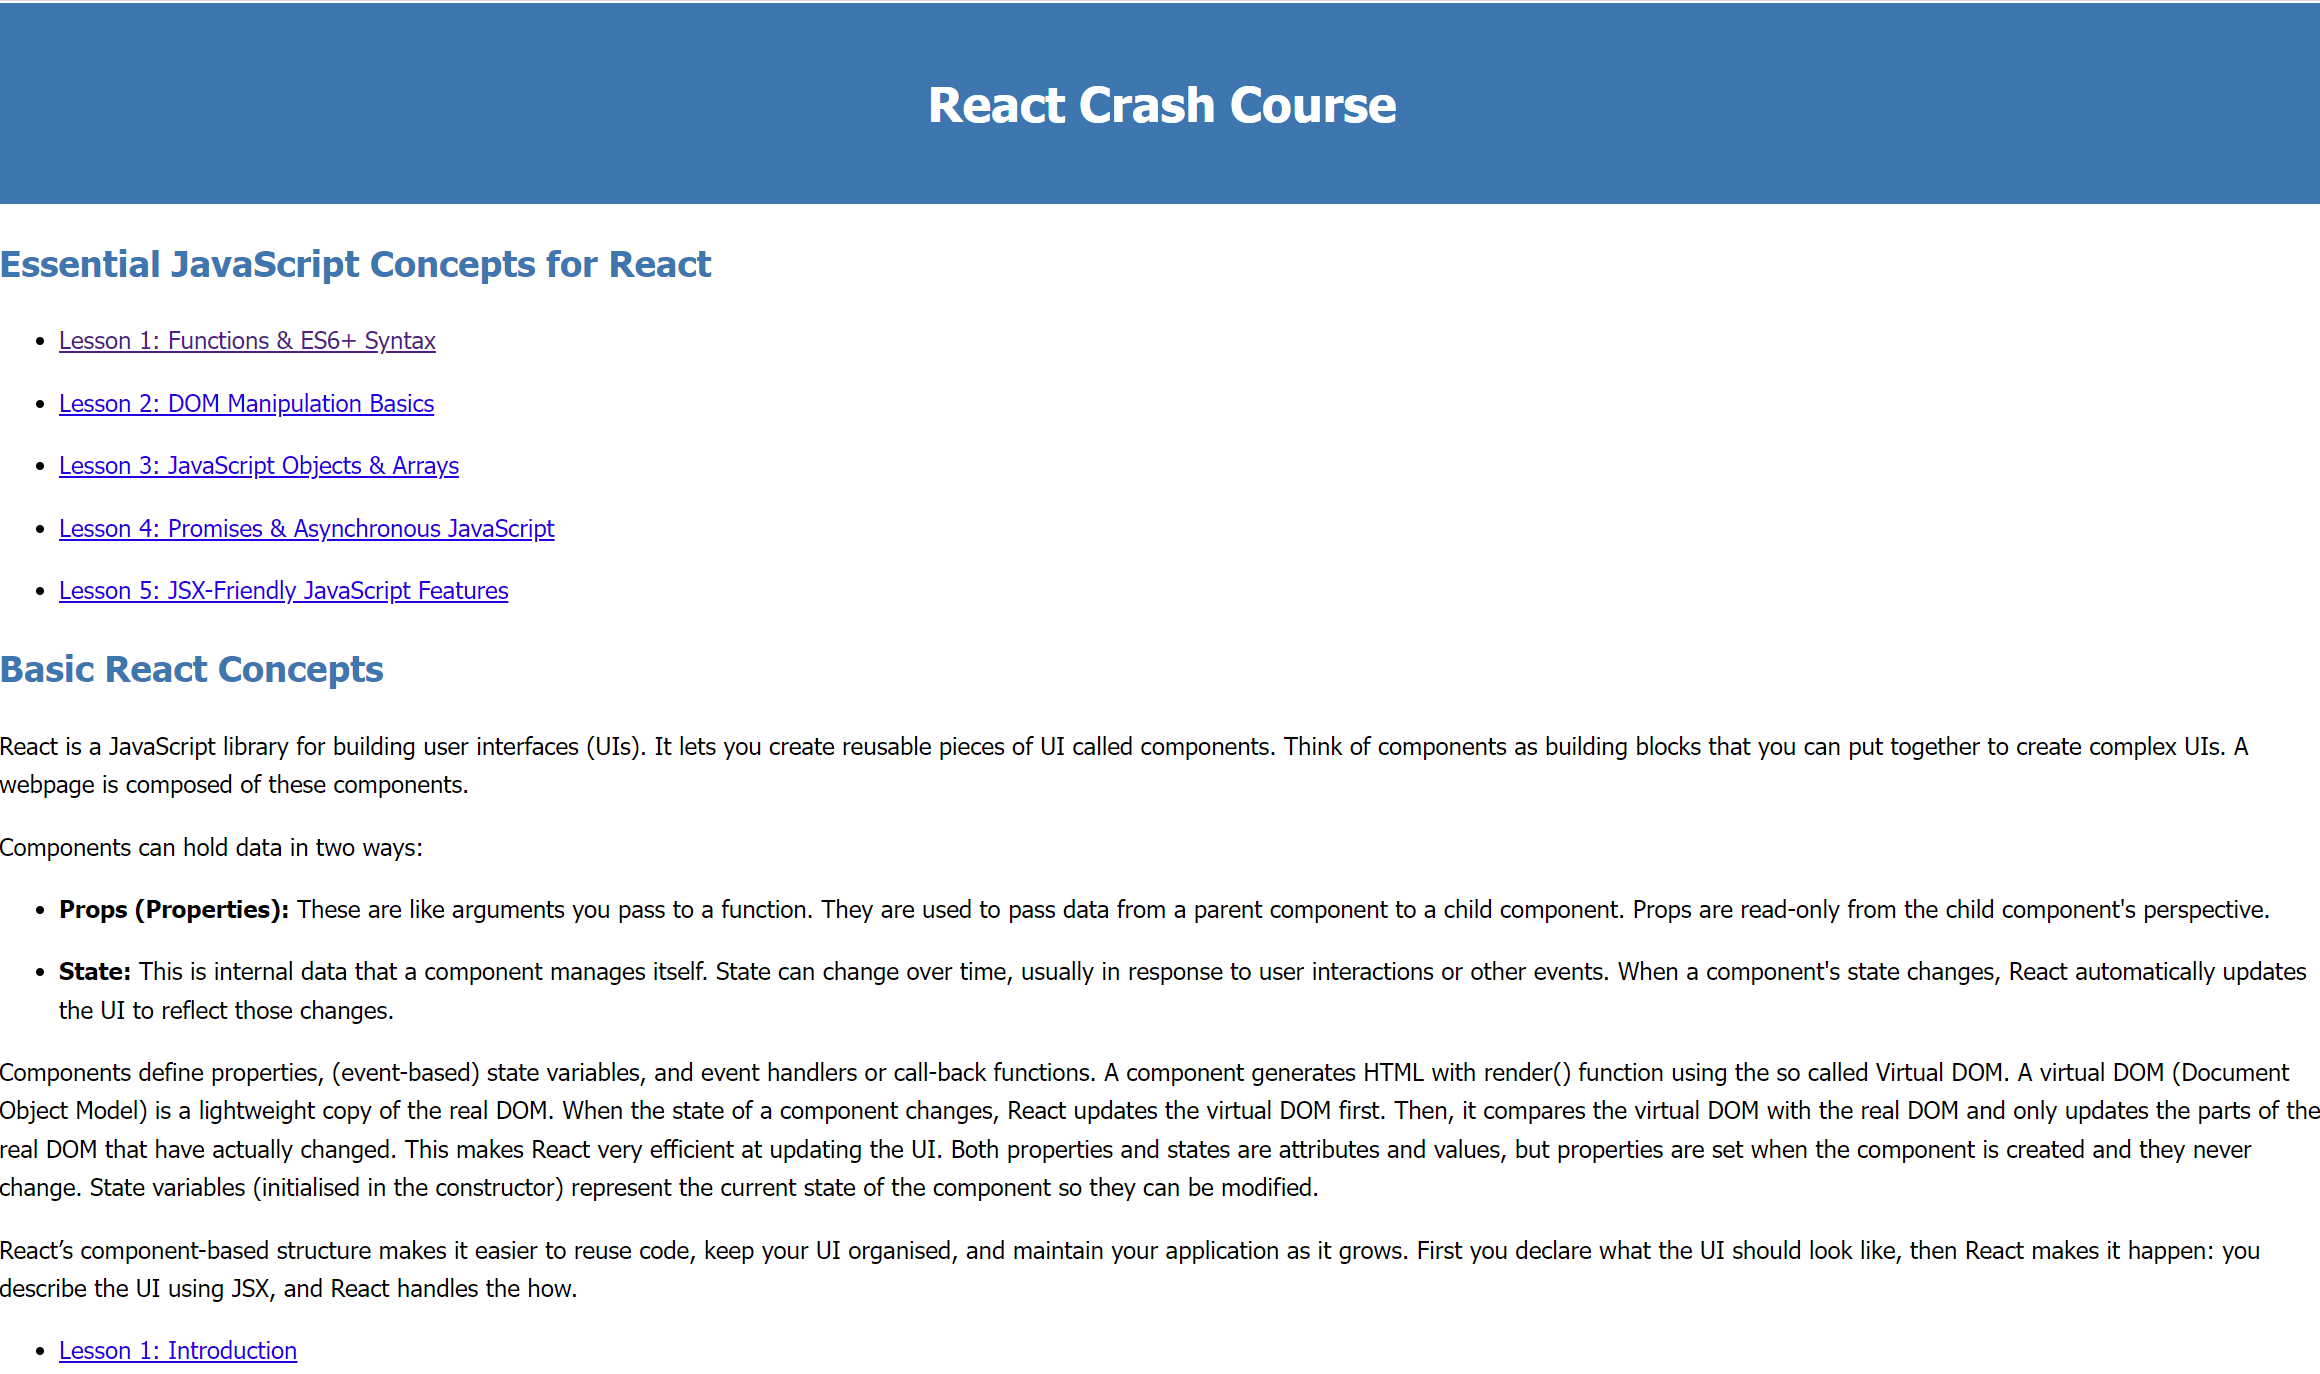 React Crash Course
Essential JavaScript Concepts for React
• Lesson 1: Functions & ES6+ Syntax
• Lesson 2: DOM Manipulation Basics
• Lesson 3: JavaScript Objects & Arrays
• Lesson 4: Promises & Asynchronous JavaScript
• Lesson 5: JSX-Friendly JavaScript Features
Basic React Concepts
React is a JavaScript library for building user interfaces (UIs). It lets you create reusable pieces of UI called components. Think of components as building blocks that you can put together to create complex UIs. A
webpage is composed of these components.
Components can hold data in two ways:
• Props (Properties): These are like arguments you pass to a function. They are used to pass data from a parent component to a child component. Props are read-only from the child component's perspective.
• State: This is internal data that a component manages itself. State can change over time, usually in response to user interactions or other events. When a component's state changes, React automatically updates
the UI to reflect those changes.
Components define properties, (event-based) state variables, and event handlers or call-back functions. A component generates HTML with render() function using the so called Virtual DOM. A virtual DOM (Document
Object Model) is a lightweight copy of the real DOM. When the state of a component changes, React updates the virtual DOM first. Then, it compares the virtual DOM with the real DOM and only updates the parts of the
real DOM that have actually changed. This makes React very efficient at updating the UI. Both properties and states are attributes and values, but properties are set when the component is created and they never
change. State variables (initialised in the constructor) represent the current state of the component so they can be modified.
React’s component-based structure makes it easier to reuse code, keep your UI organised, and maintain your application as it grows. First you declare what the UI should look like, then React makes it happen: you
describe the UI using JSX, and React handles the how.
• Lesson 1: Introduction